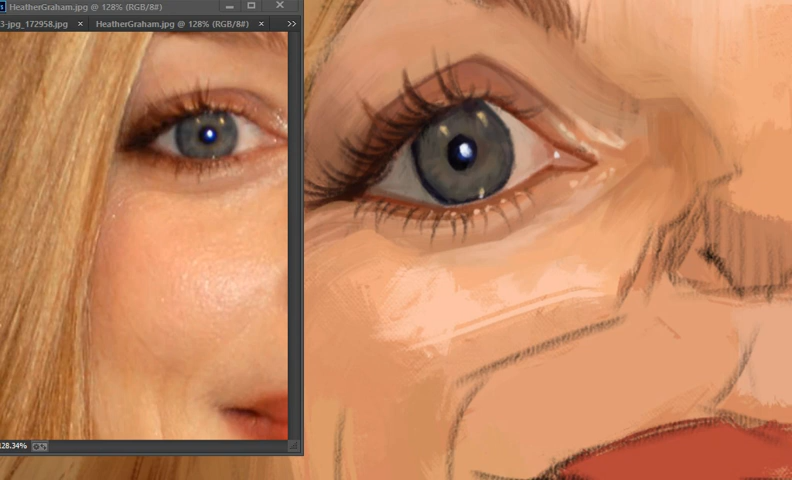 HeatherGraham.jpg @ 128% (RGB/8#)
3-jpg_172958.jpg × HeatherGraham.jpg @ 128% (RGB/8#) × >>
128.34%